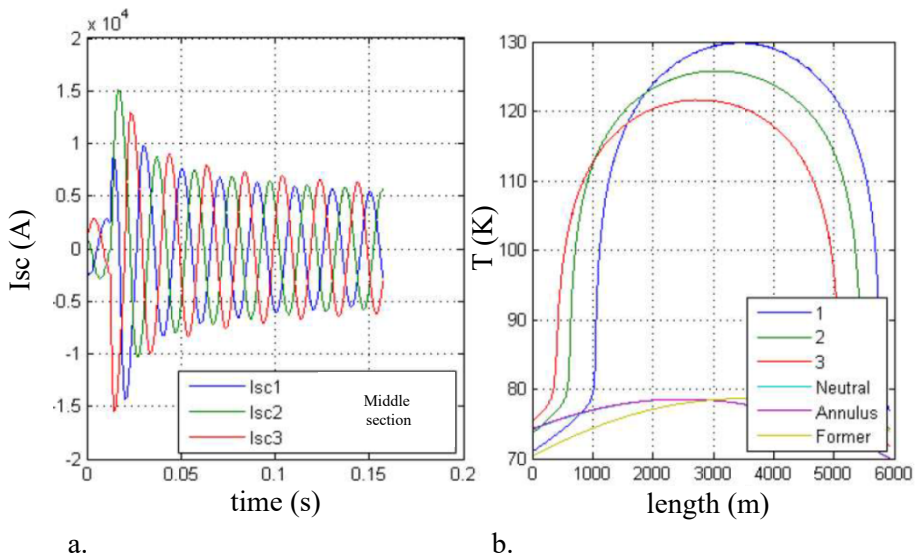 x 10⁴
2
1.5
1
0.5
0
-0.5
-1
-1.5
-2
0
0.05
0.1
0.15
0.2
Isc (A)
time (s)
Isc1
Isc2
Isc3
Middle
section
a.
130
120
110
100
90
80
70
0
1000
2000
3000
4000
5000
6000
T (K)
length (m)
1
2
3
Neutral
Annulus
Former
b.